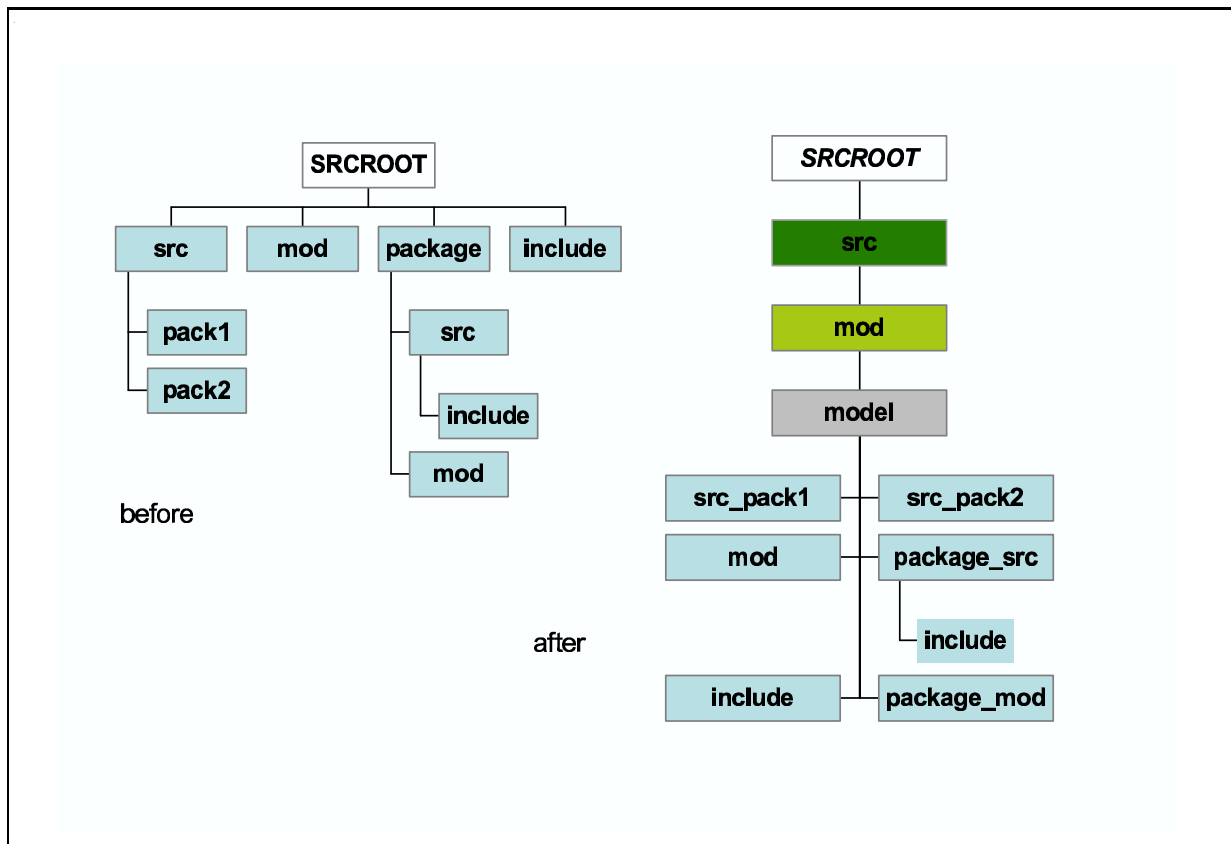 SRCROOT
src
mod
package
include
pack1
src
pack2
include
mod
before
SRCROOT
src
mod
model
src_pack1
src_pack2
mod
package_src
include
include
package_mod
after